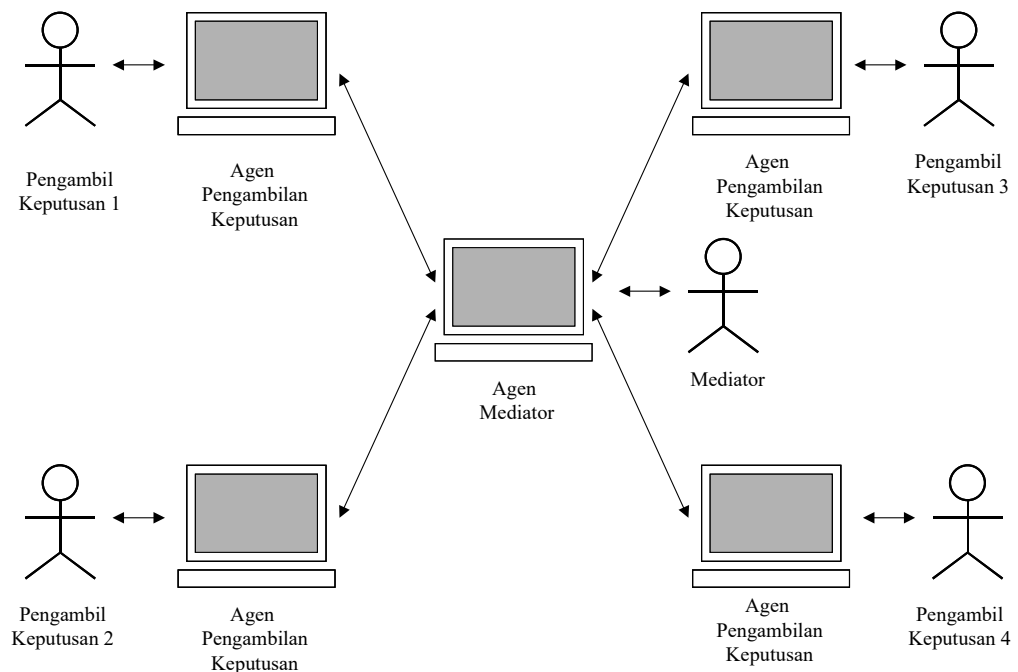 Pengambil
Keputusan 1
Agen
Pengambilan
Keputusan
Agen
Pengambilan
Keputusan
Pengambil
Keputusan 3
Agen
Mediator
Mediator
Pengambil
Keputusan 2
Agen
Pengambilan
Keputusan
Agen
Pengambilan
Keputusan
Pengambil
Keputusan 4